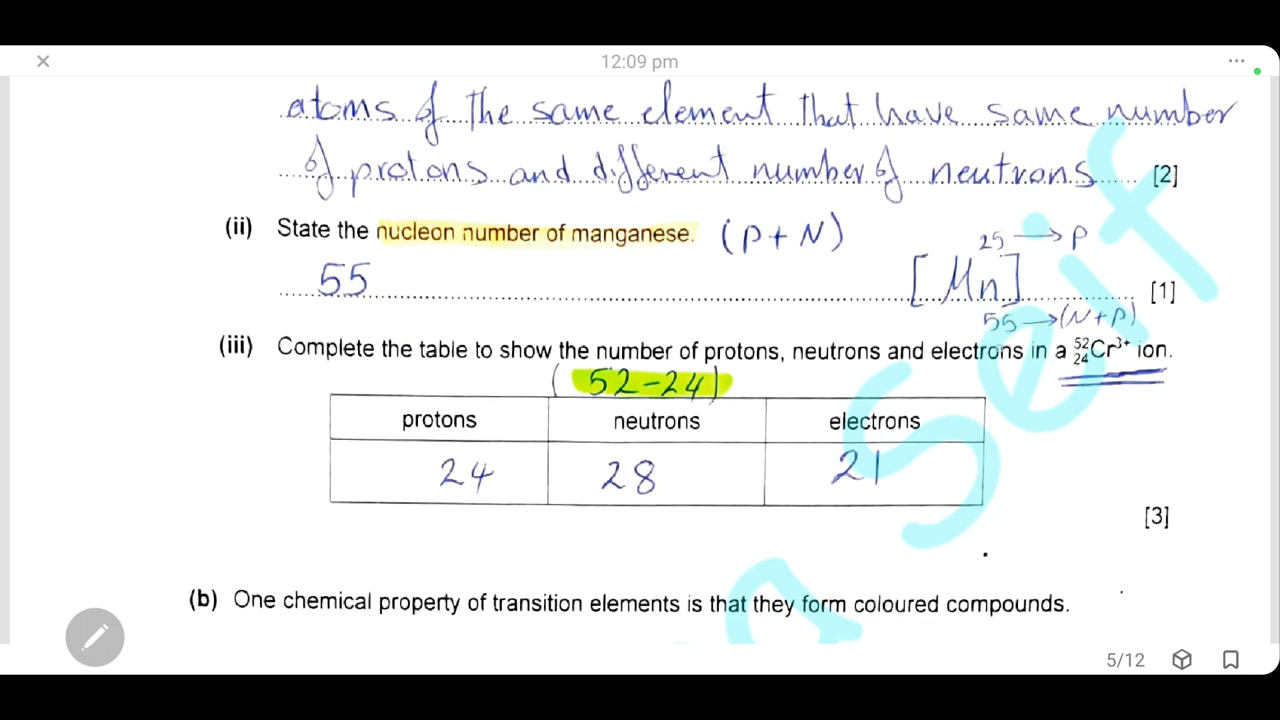 12:09 pm
atoms of the same element that have same number
of protons and different number of neutrons [2]
(ii) State the nucleon number of manganese. (P+N)
25 → P
55 [Mn] [1]
55 → (N+P)
(iii) Complete the table to show the number of protons, neutrons and electrons in a ⁵²₂₄Cr³⁺ ion.
(52-24)
protons neutrons electrons
24 28 21
[3]
(b) One chemical property of transition elements is that they form coloured compounds.
Seif
5/12